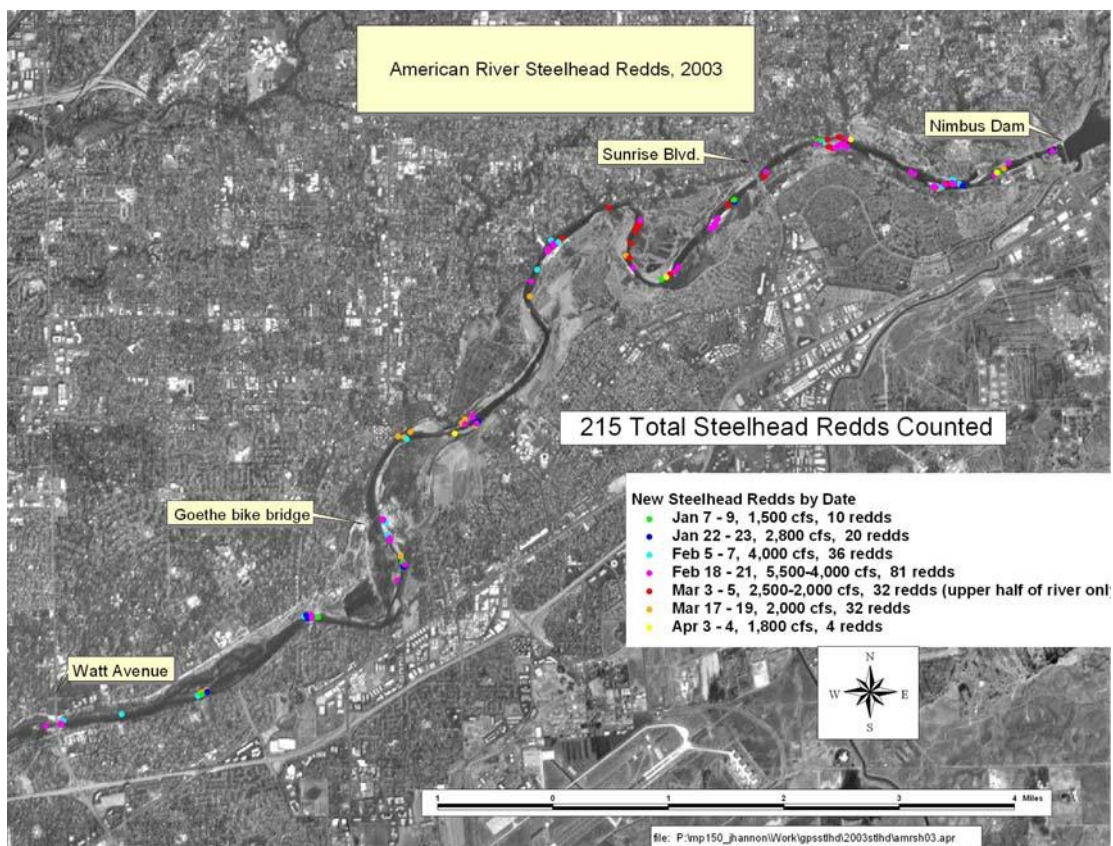 American River Steelhead Redds, 2003
Nimbus Dam
Sunrise Blvd.
215 Total Steelhead Redds Counted
Goethe bike bridge
New Steelhead Redds by Date
Jan 7 - 9, 1,500 cfs, 10 redds
Jan 22 - 23, 2,800 cfs, 20 redds
Feb 5 - 7, 4,000 cfs, 36 redds
Feb 18 - 21, 5,500-4,000 cfs, 81 redds
Mar 3 - 5, 2,500-2,000 cfs, 32 redds (upper half of river only
Mar 17 - 19, 2,000 cfs, 32 redds
Apr 3 - 4, 1,800 cfs, 4 redds
Watt Avenue
N
W E
S
1 0 1 2 3 4 Miles
file: P:\mp150_jhannon\Work\gpsstlhd\2003stlhd\amrsh03.apr